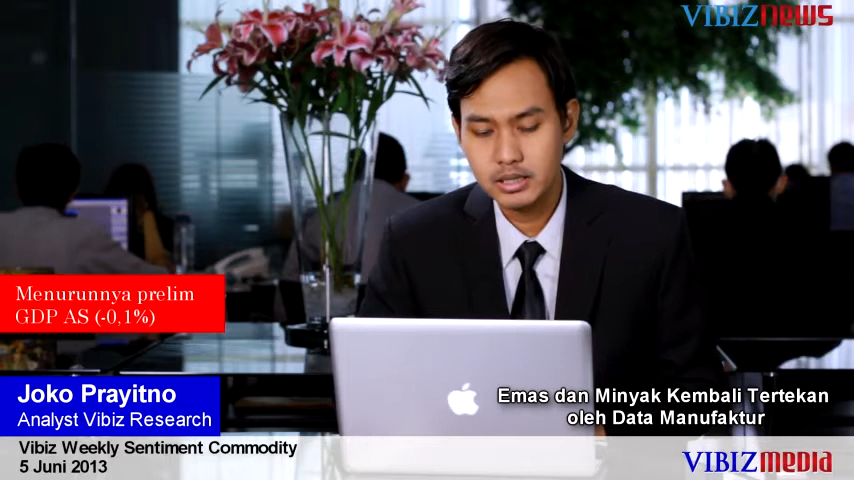 VIBIZNEWS
Menurunnya prelim
GDP AS (-0,1%)
Joko Prayitno
Analyst Vibiz Research
Emas dan Minyak Kembali Tertekan
oleh Data Manufaktur
Vibiz Weekly Sentiment Commodity
5 Juni 2013
VIBIZmedia